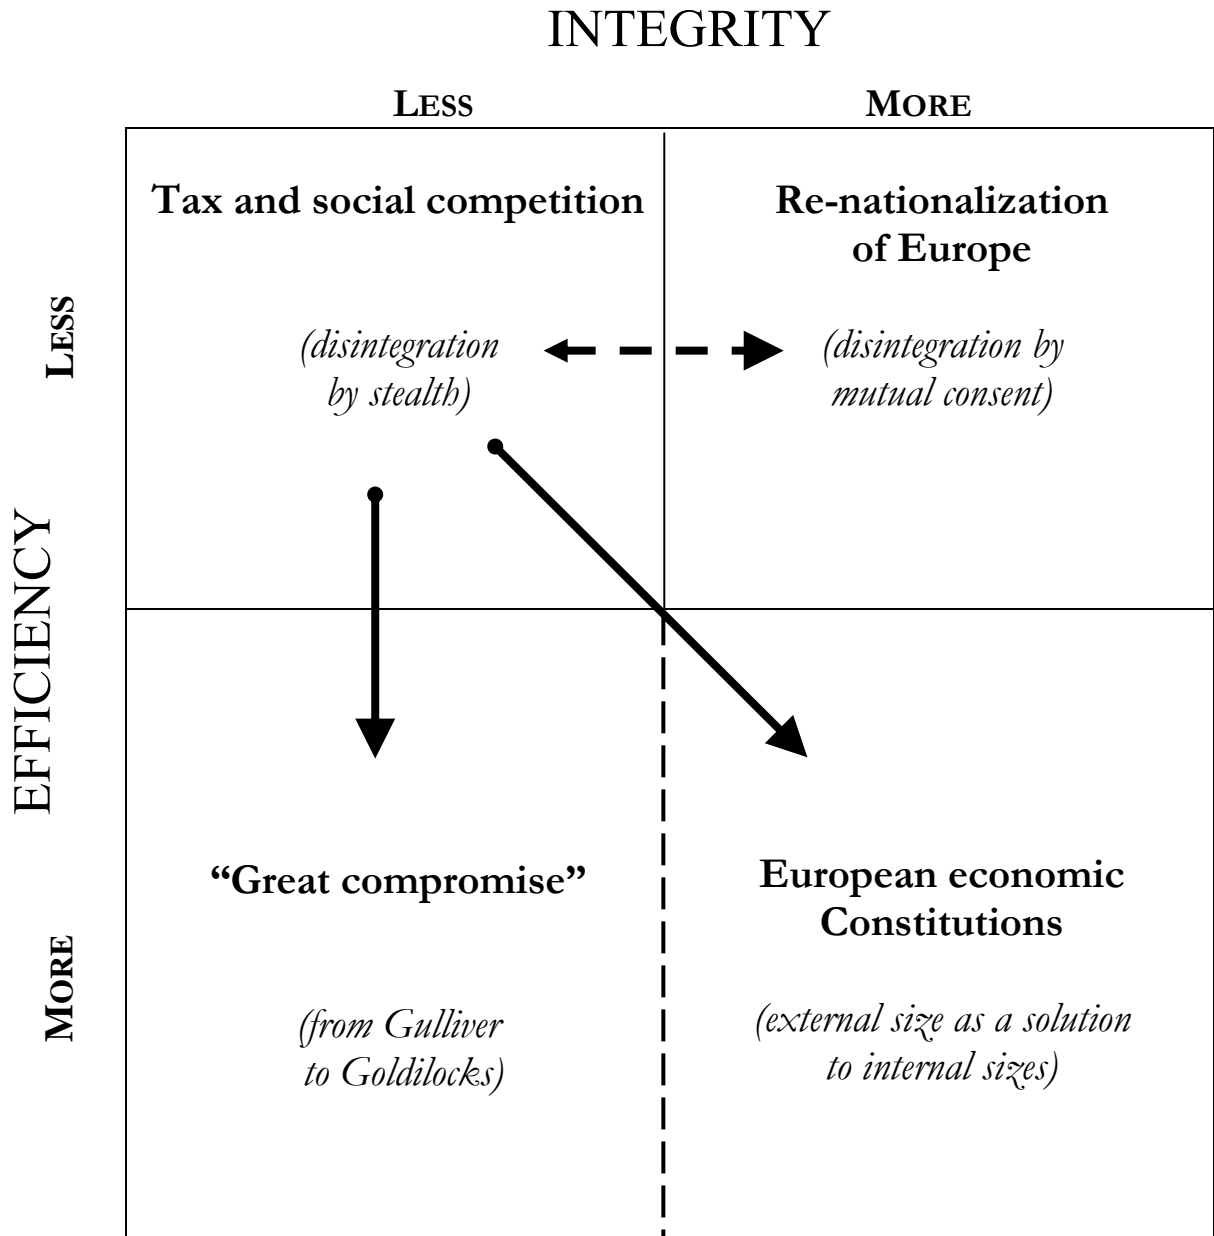 INTEGRITY
LESS
MORE
Tax and social competition
Re-nationalization
of Europe
LESS
(disintegration
by stealth)
(disintegration by
mutual consent)
EFFICIENCY
MORE
“Great compromise”
European economic
Constitutions
(from Gulliver
to Goldilocks)
(external size as a solution
to internal sizes)